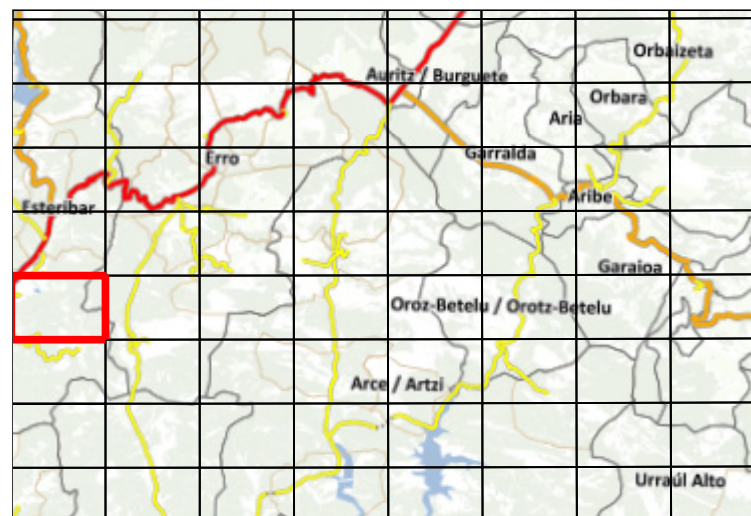 Orbaizeta
Auritz / Burguete
Orbara
Aria
Garralda
Erro
Aribe
Esteribar
Garaioa
Oroz-Betelu / Orotz-Betelu
Arce / Artzi
Urraúl Alto